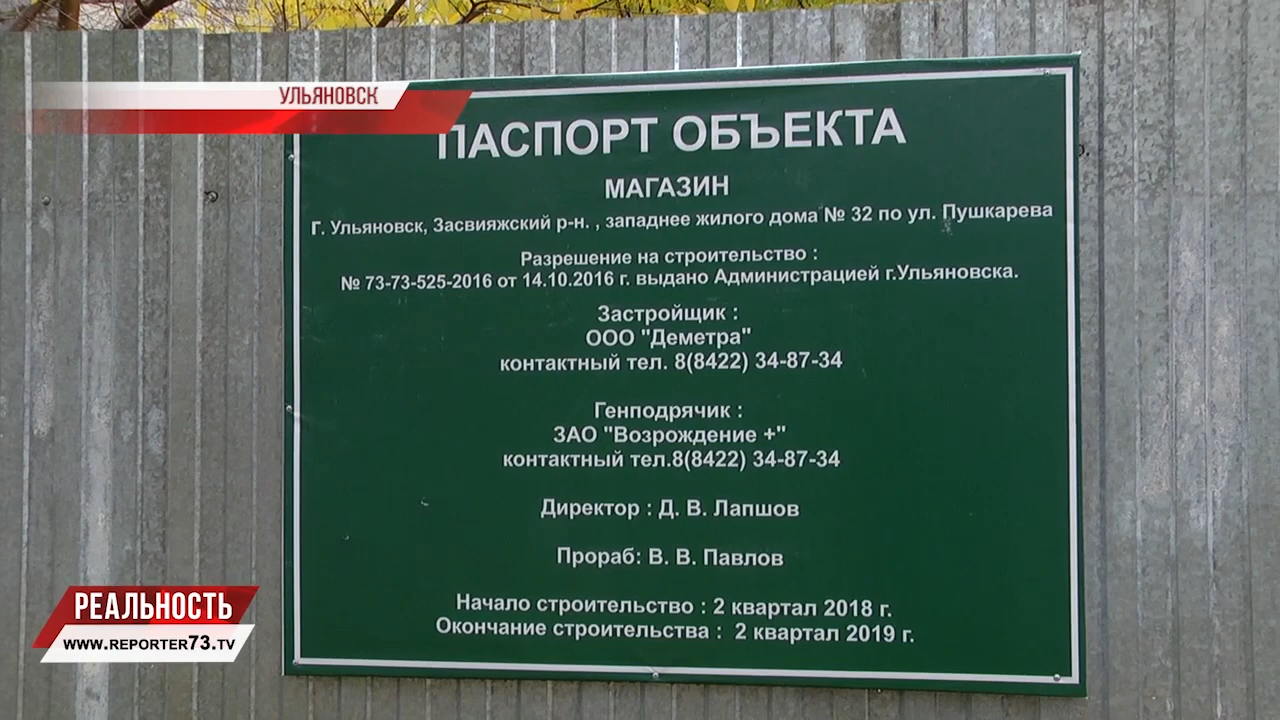 УЛЬЯНОВСК
ПАСПОРТ ОБЪЕКТА
МАГАЗИН
Г. Ульяновск, Засвияжский р-н. , западнее жилого дома № 32 по ул. Пушкарева
Разрешение на строительство :
№ 73-73-525-2016 от 14.10.2016 г. выдано Администрацией г.Ульяновска.
Застройщик :
ООО "Деметра"
контактный тел. 8(8422) 34-87-34
Генподрячик :
ЗАО "Возрождение +"
контактный тел.8(8422) 34-87-34
Директор : Д. В. Лапшов
Прораб: В. В. Павлов
Начало строительство : 2 квартал 2018 г.
Окончание строительства : 2 квартал 2019 г.
РЕАЛЬНОСТЬ
WWW.REPORTER73.TV